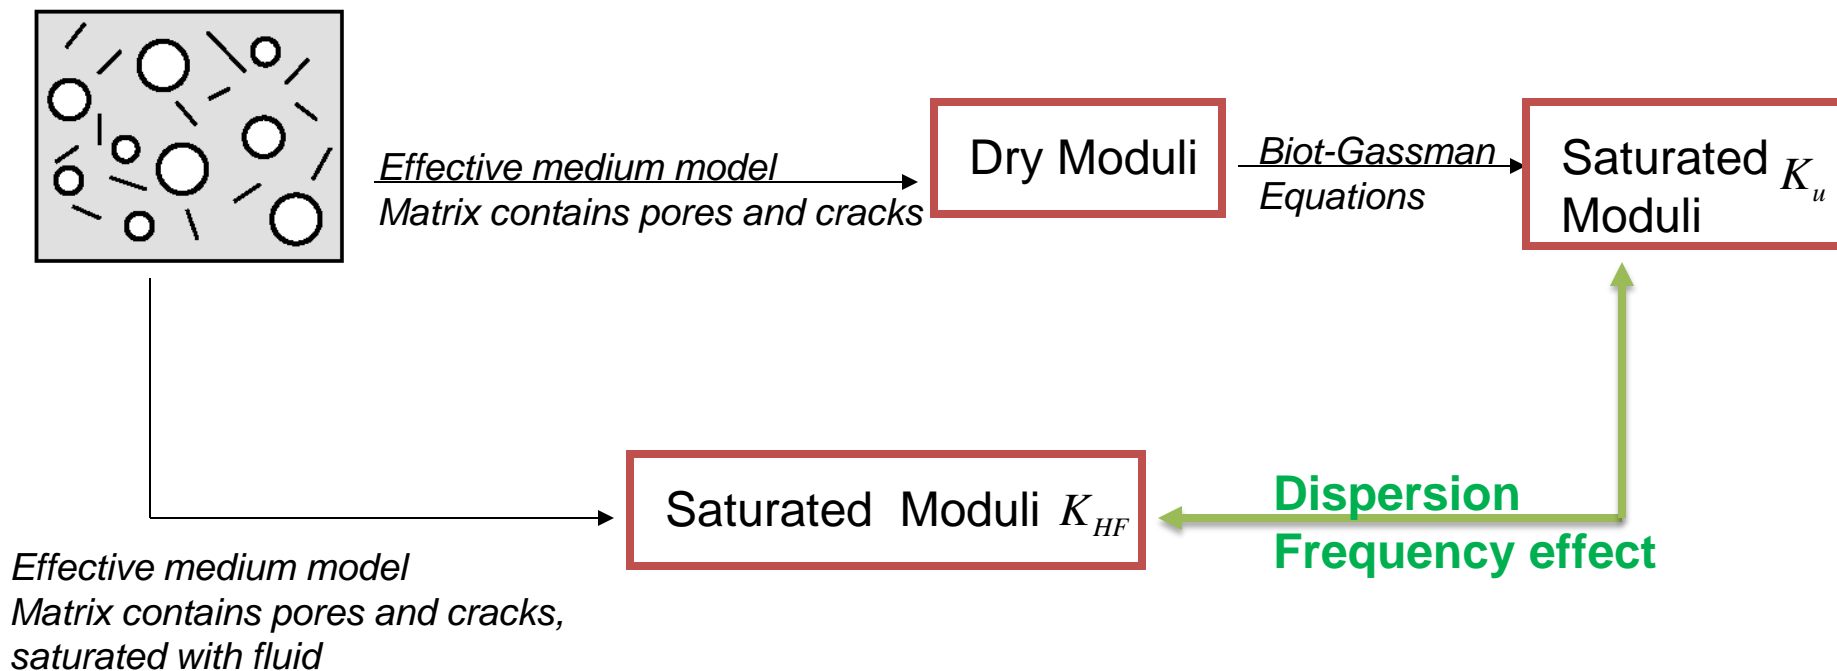 Effective medium model
Matrix contains pores and cracks
Dry Moduli
Biot-Gassman
Equations
Saturated K_u
Moduli
Saturated Moduli K_HF
Dispersion
Frequency effect
Effective medium model
Matrix contains pores and cracks,
saturated with fluid